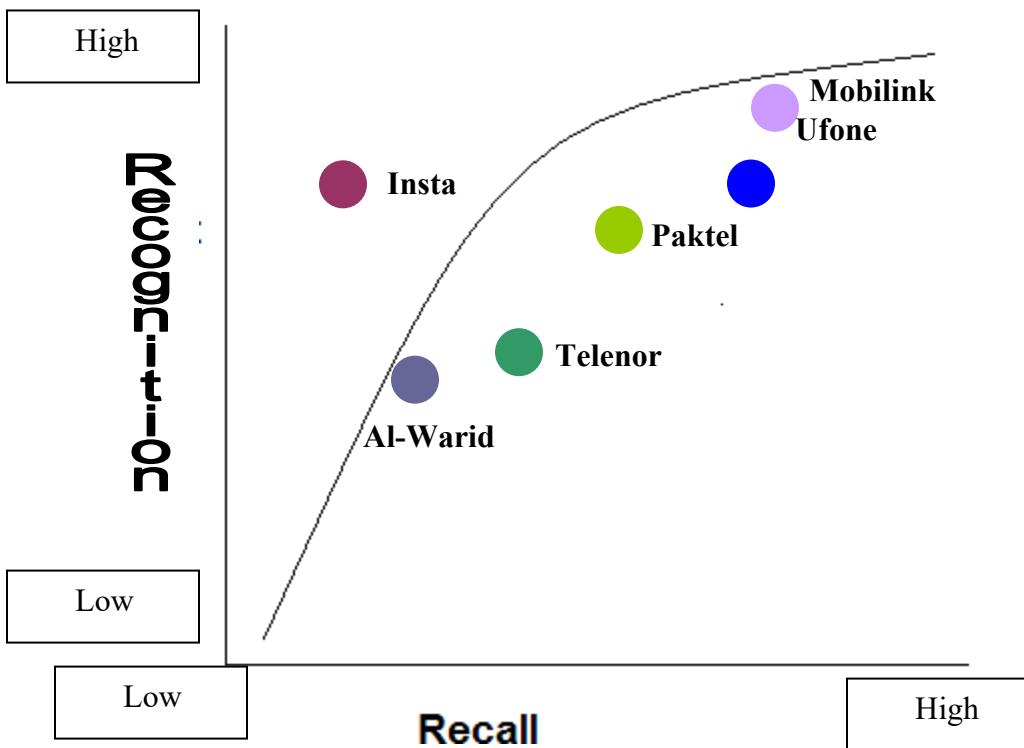 High
Mobilink
Ufone
Recognition
Insta
Paktel
Telenor
Al-Warid
Low
Low
High
Recall